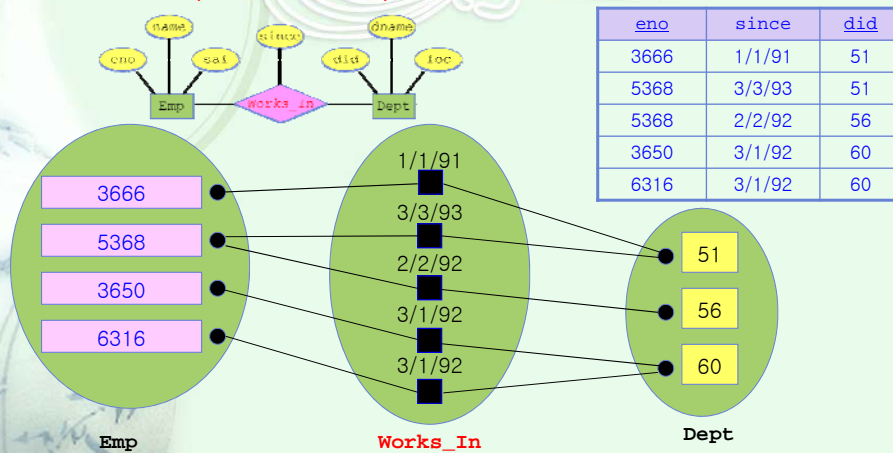 name
since
dname
eno
sal
did
loc
Emp
Works_In
Dept
eno since did
3666 1/1/91 51
5368 3/3/93 51
5368 2/2/92 56
3650 3/1/92 60
6316 3/1/92 60
1/1/91
3666
3/3/93
5368
51
2/2/92
3650
56
3/1/92
6316
3/1/92
60
Emp
Works_In
Dept